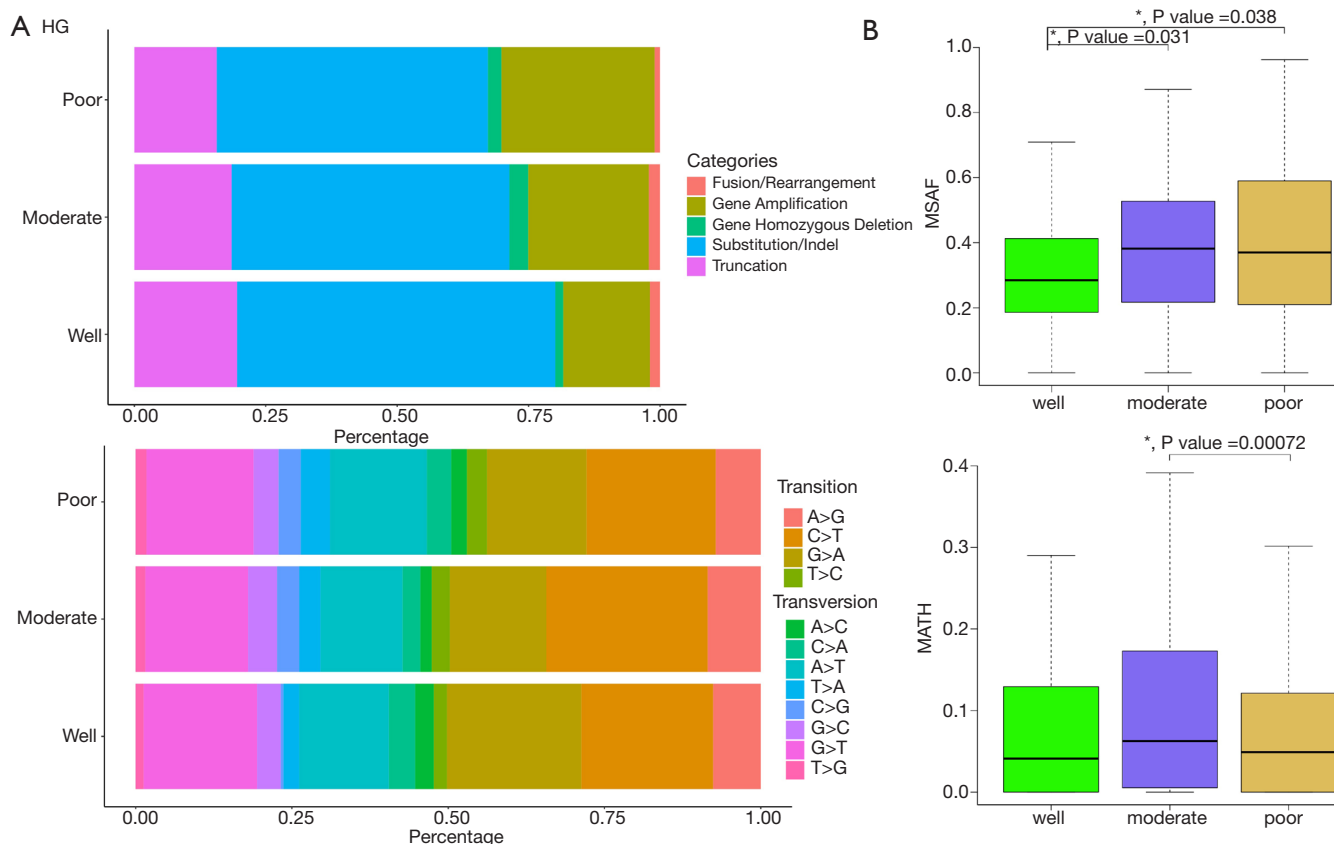 A HG
Poor
Moderate
Well
0.00 0.25 0.50 0.75 1.00
Percentage
Categories
Fusion/Rearrangement
Gene Amplification
Gene Homozygous Deletion
Substitution/Indel
Truncation
Poor
Moderate
Well
0.00 0.25 0.50 0.75 1.00
Percentage
Transition
A>G
C>T
G>A
T>C
Transversion
A>C
C>A
A>T
T>A
C>G
G>C
G>T
T>G
B
*, P value =0.038
*, P value =0.031
MSAF
1.0
0.8
0.6
0.4
0.2
0.0
well moderate poor
*, P value =0.00072
MATH
0.4
0.3
0.2
0.1
0.0
well moderate poor